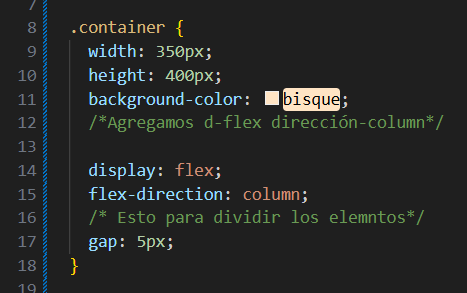 7
8 .container {
9 width: 350px;
10 height: 400px;
11 background-color: bisque;
12 /*Agregamos d-flex dirección-column*/
13
14 display: flex;
15 flex-direction: column;
16 /* Esto para dividir los elemntos*/
17 gap: 5px;
18 }
19